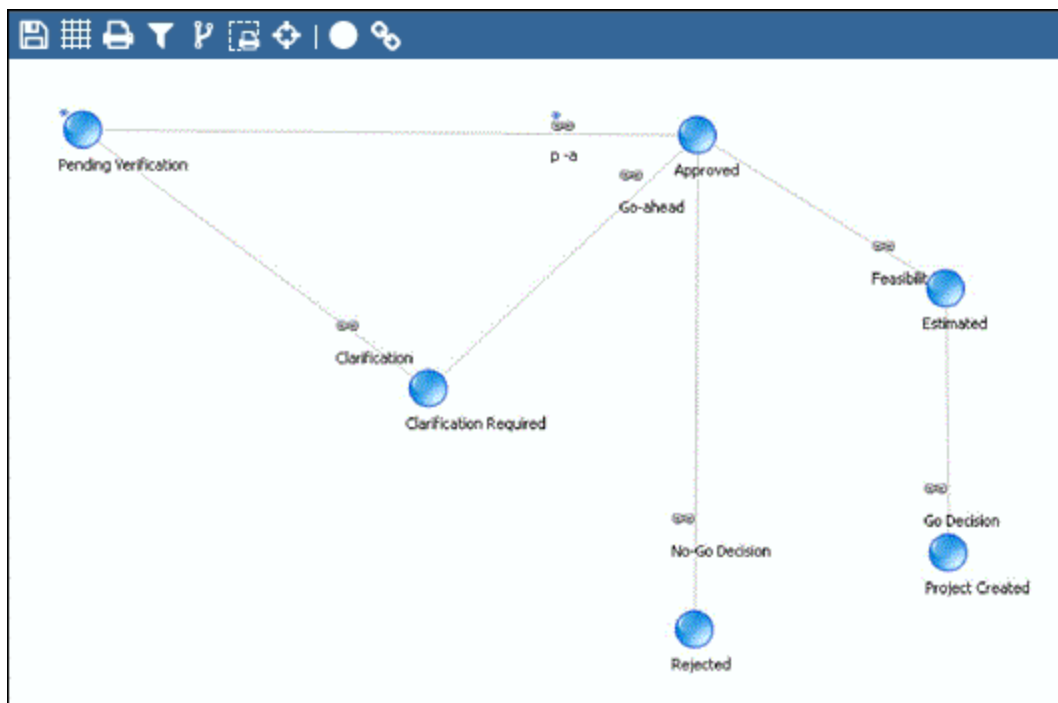 Pending Verification
p -a
Approved
Go-ahead
Feasibilit
Estimated
Clarification
Clarification Required
Go Decision
No-Go Decision
Project Created
Rejected